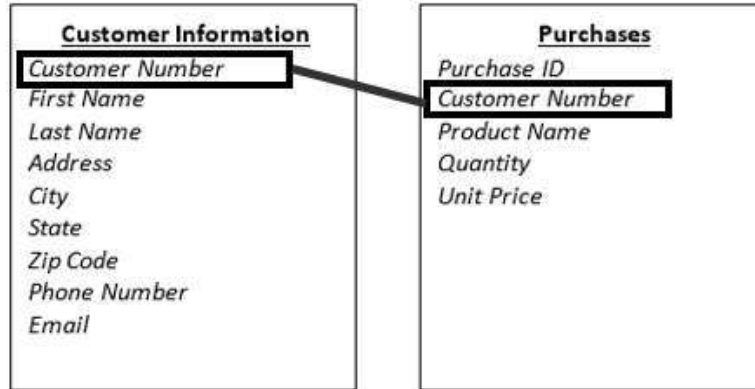 Customer Information
Customer Number
First Name
Last Name
Address
City
State
Zip Code
Phone Number
Email
Purchases
Purchase ID
Customer Number
Product Name
Quantity
Unit Price